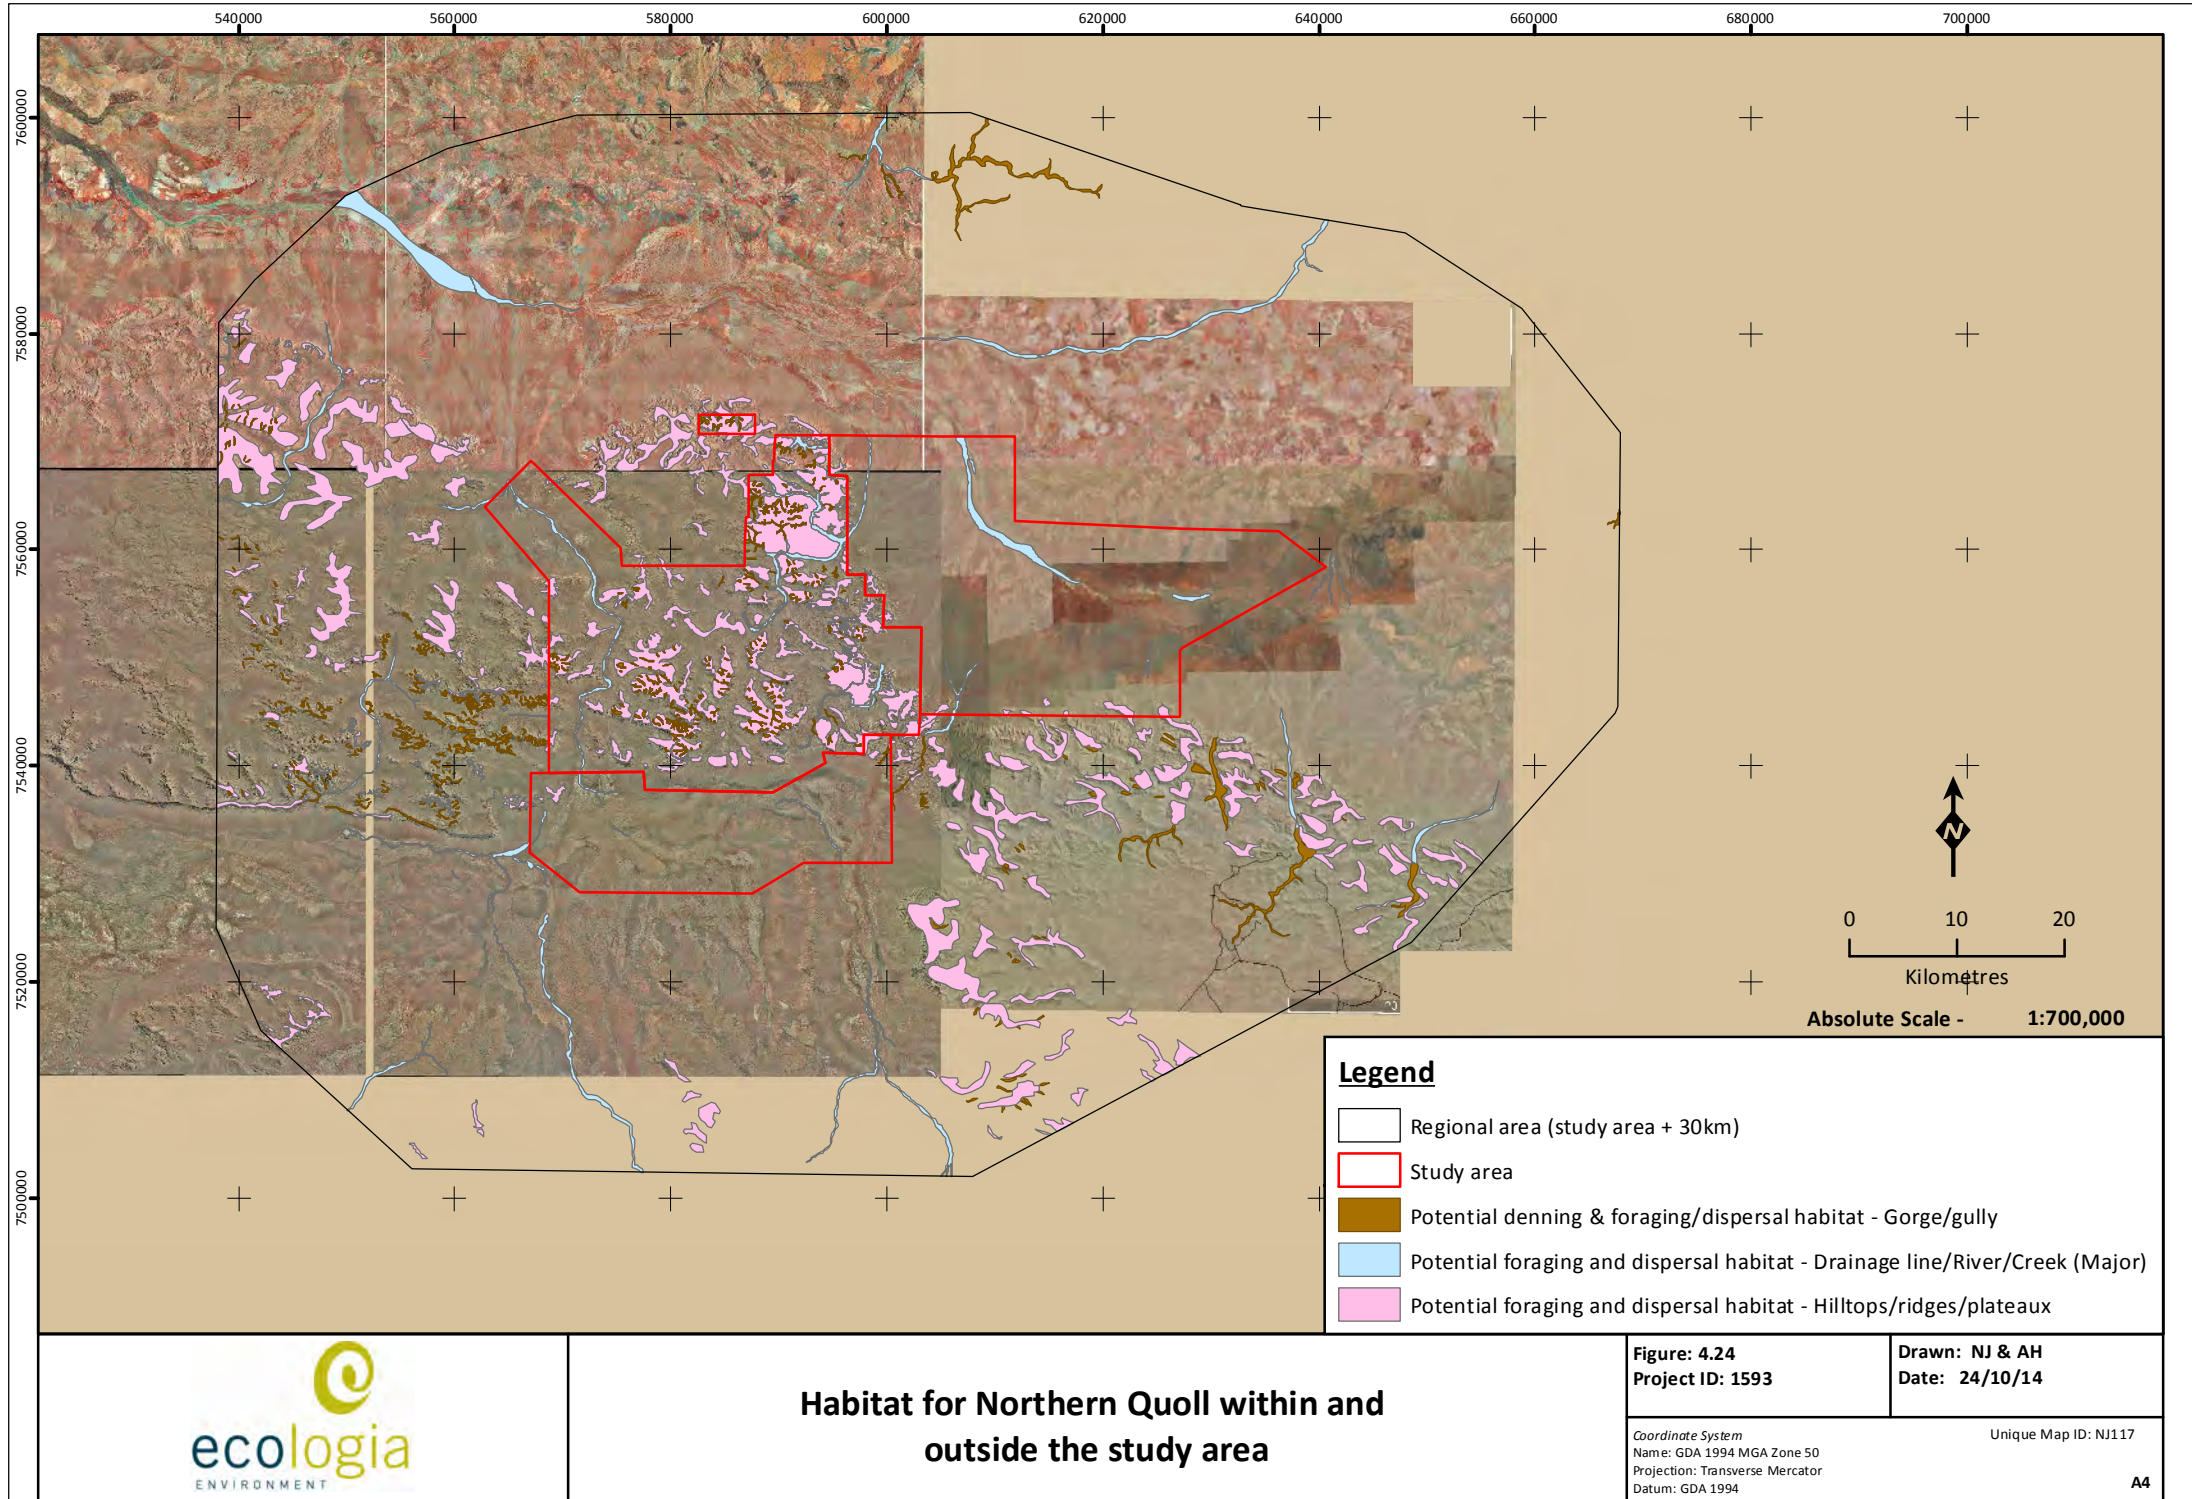 540000 560000 580000 600000 620000 640000 660000 680000 700000
7600000
7580000
7560000
7540000
7520000
7500000
N
0 10 20
Kilometres
Absolute Scale - 1:700,000
Legend
Regional area (study area + 30km)
Study area
Potential denning & foraging/dispersal habitat - Gorge/gully
Potential foraging and dispersal habitat - Drainage line/River/Creek (Major)
Potential foraging and dispersal habitat - Hilltops/ridges/plateaux
ecologia
ENVIRONMENT
Habitat for Northern Quoll within and
outside the study area
Figure: 4.24
Project ID: 1593
Drawn: NJ & AH
Date: 24/10/14
Coordinate System
Name: GDA 1994 MGA Zone 50
Projection: Transverse Mercator
Datum: GDA 1994
Unique Map ID: NJ117
A4